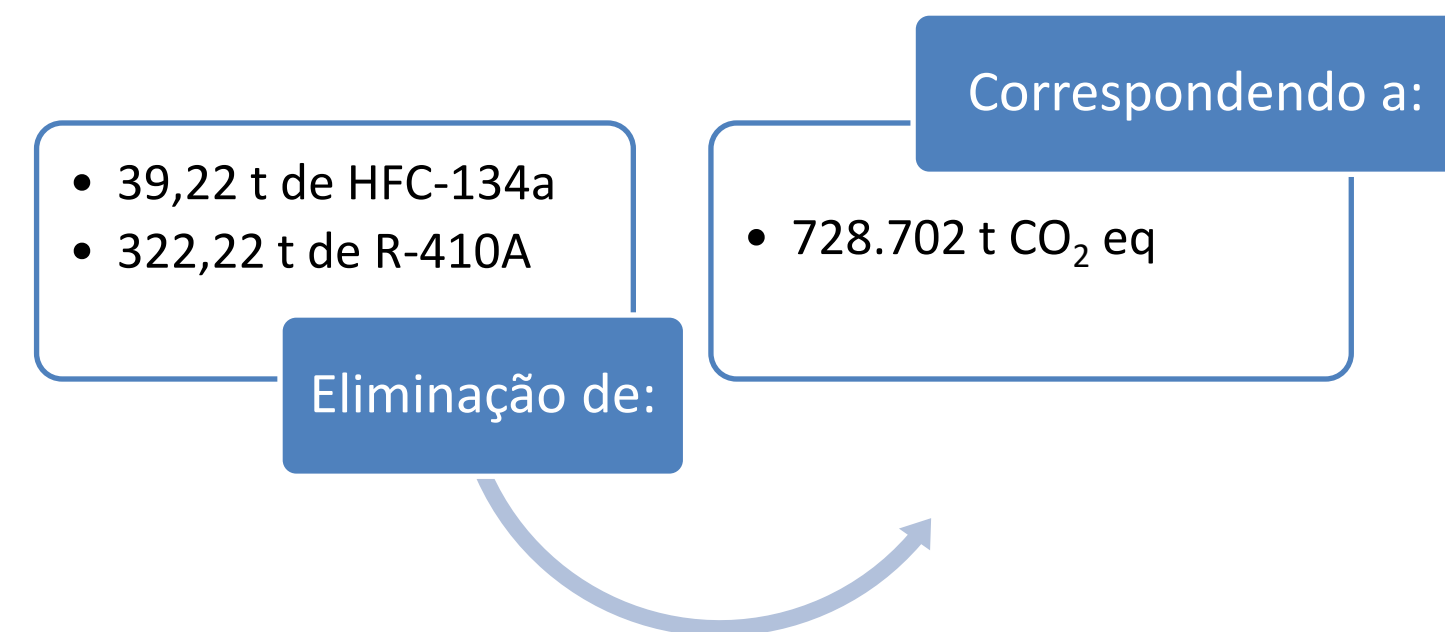 • 39,22 t de HFC-134a
• 322,22 t de R-410A
Eliminação de:
Correspondendo a:
• 728.702 t CO₂ eq